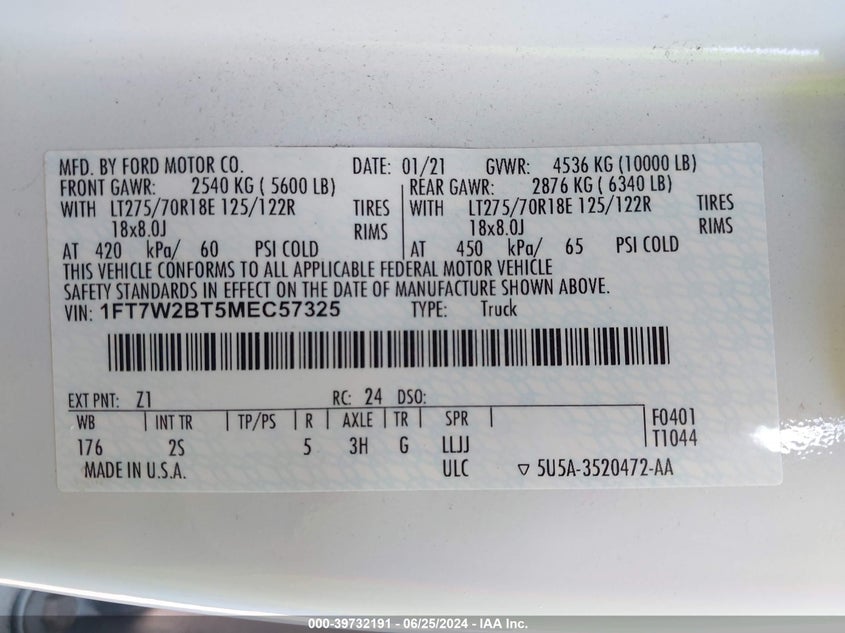 MFD. BY FORD MOTOR CO. DATE: 01/21 GVWR: 4536 KG (10000 LB)
FRONT GAWR: 2540 KG ( 5600 LB) REAR GAWR: 2876 KG ( 6340 LB)
WITH LT275/70R18E 125/122R TIRES WITH LT275/70R18E 125/122R TIRES
18x8.0J RIMS 18x8.0J RIMS
AT 420 kPa/ 60 PSI COLD AT 450 kPa/ 65 PSI COLD
THIS VEHICLE CONFORMS TO ALL APPLICABLE FEDERAL MOTOR VEHICLE
SAFETY STANDARDS IN EFFECT ON THE DATE OF MANUFACTURE SHOWN ABOVE.
VIN: 1FT7W2BT5MEC57325 TYPE: Truck
EXT PNT: Z1 RC: 24 DSO:
WB INT TR TP/PS R AXLE TR SPR F0401
176 2S 5 3H G LLJJ T1044
MADE IN U.S.A. ULC ▽ 5U5A-3520472-AA
000-39732191 - 06/25/2024 - IAA Inc.